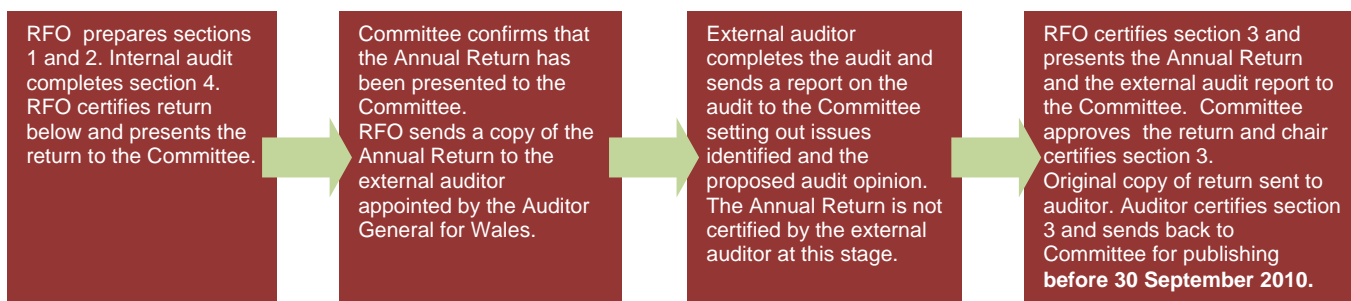 RFO prepares sections
1 and 2. Internal audit
completes section 4.
RFO certifies return
below and presents the
return to the Committee.
Committee confirms that
the Annual Return has
been presented to the
Committee.
RFO sends a copy of the
Annual Return to the
external auditor
appointed by the Auditor
General for Wales.
External auditor
completes the audit and
sends a report on the
audit to the Committee
setting out issues
identified and the
proposed audit opinion.
The Annual Return is not
certified by the external
auditor at this stage.
RFO certifies section 3 and
presents the Annual Return
and the external audit report
to the Committee. Committee
approves the return and chair
certifies section 3.
Original copy of return sent to
auditor. Auditor certifies section
3 and sends back to
Committee for publishing
before 30 September 2010.